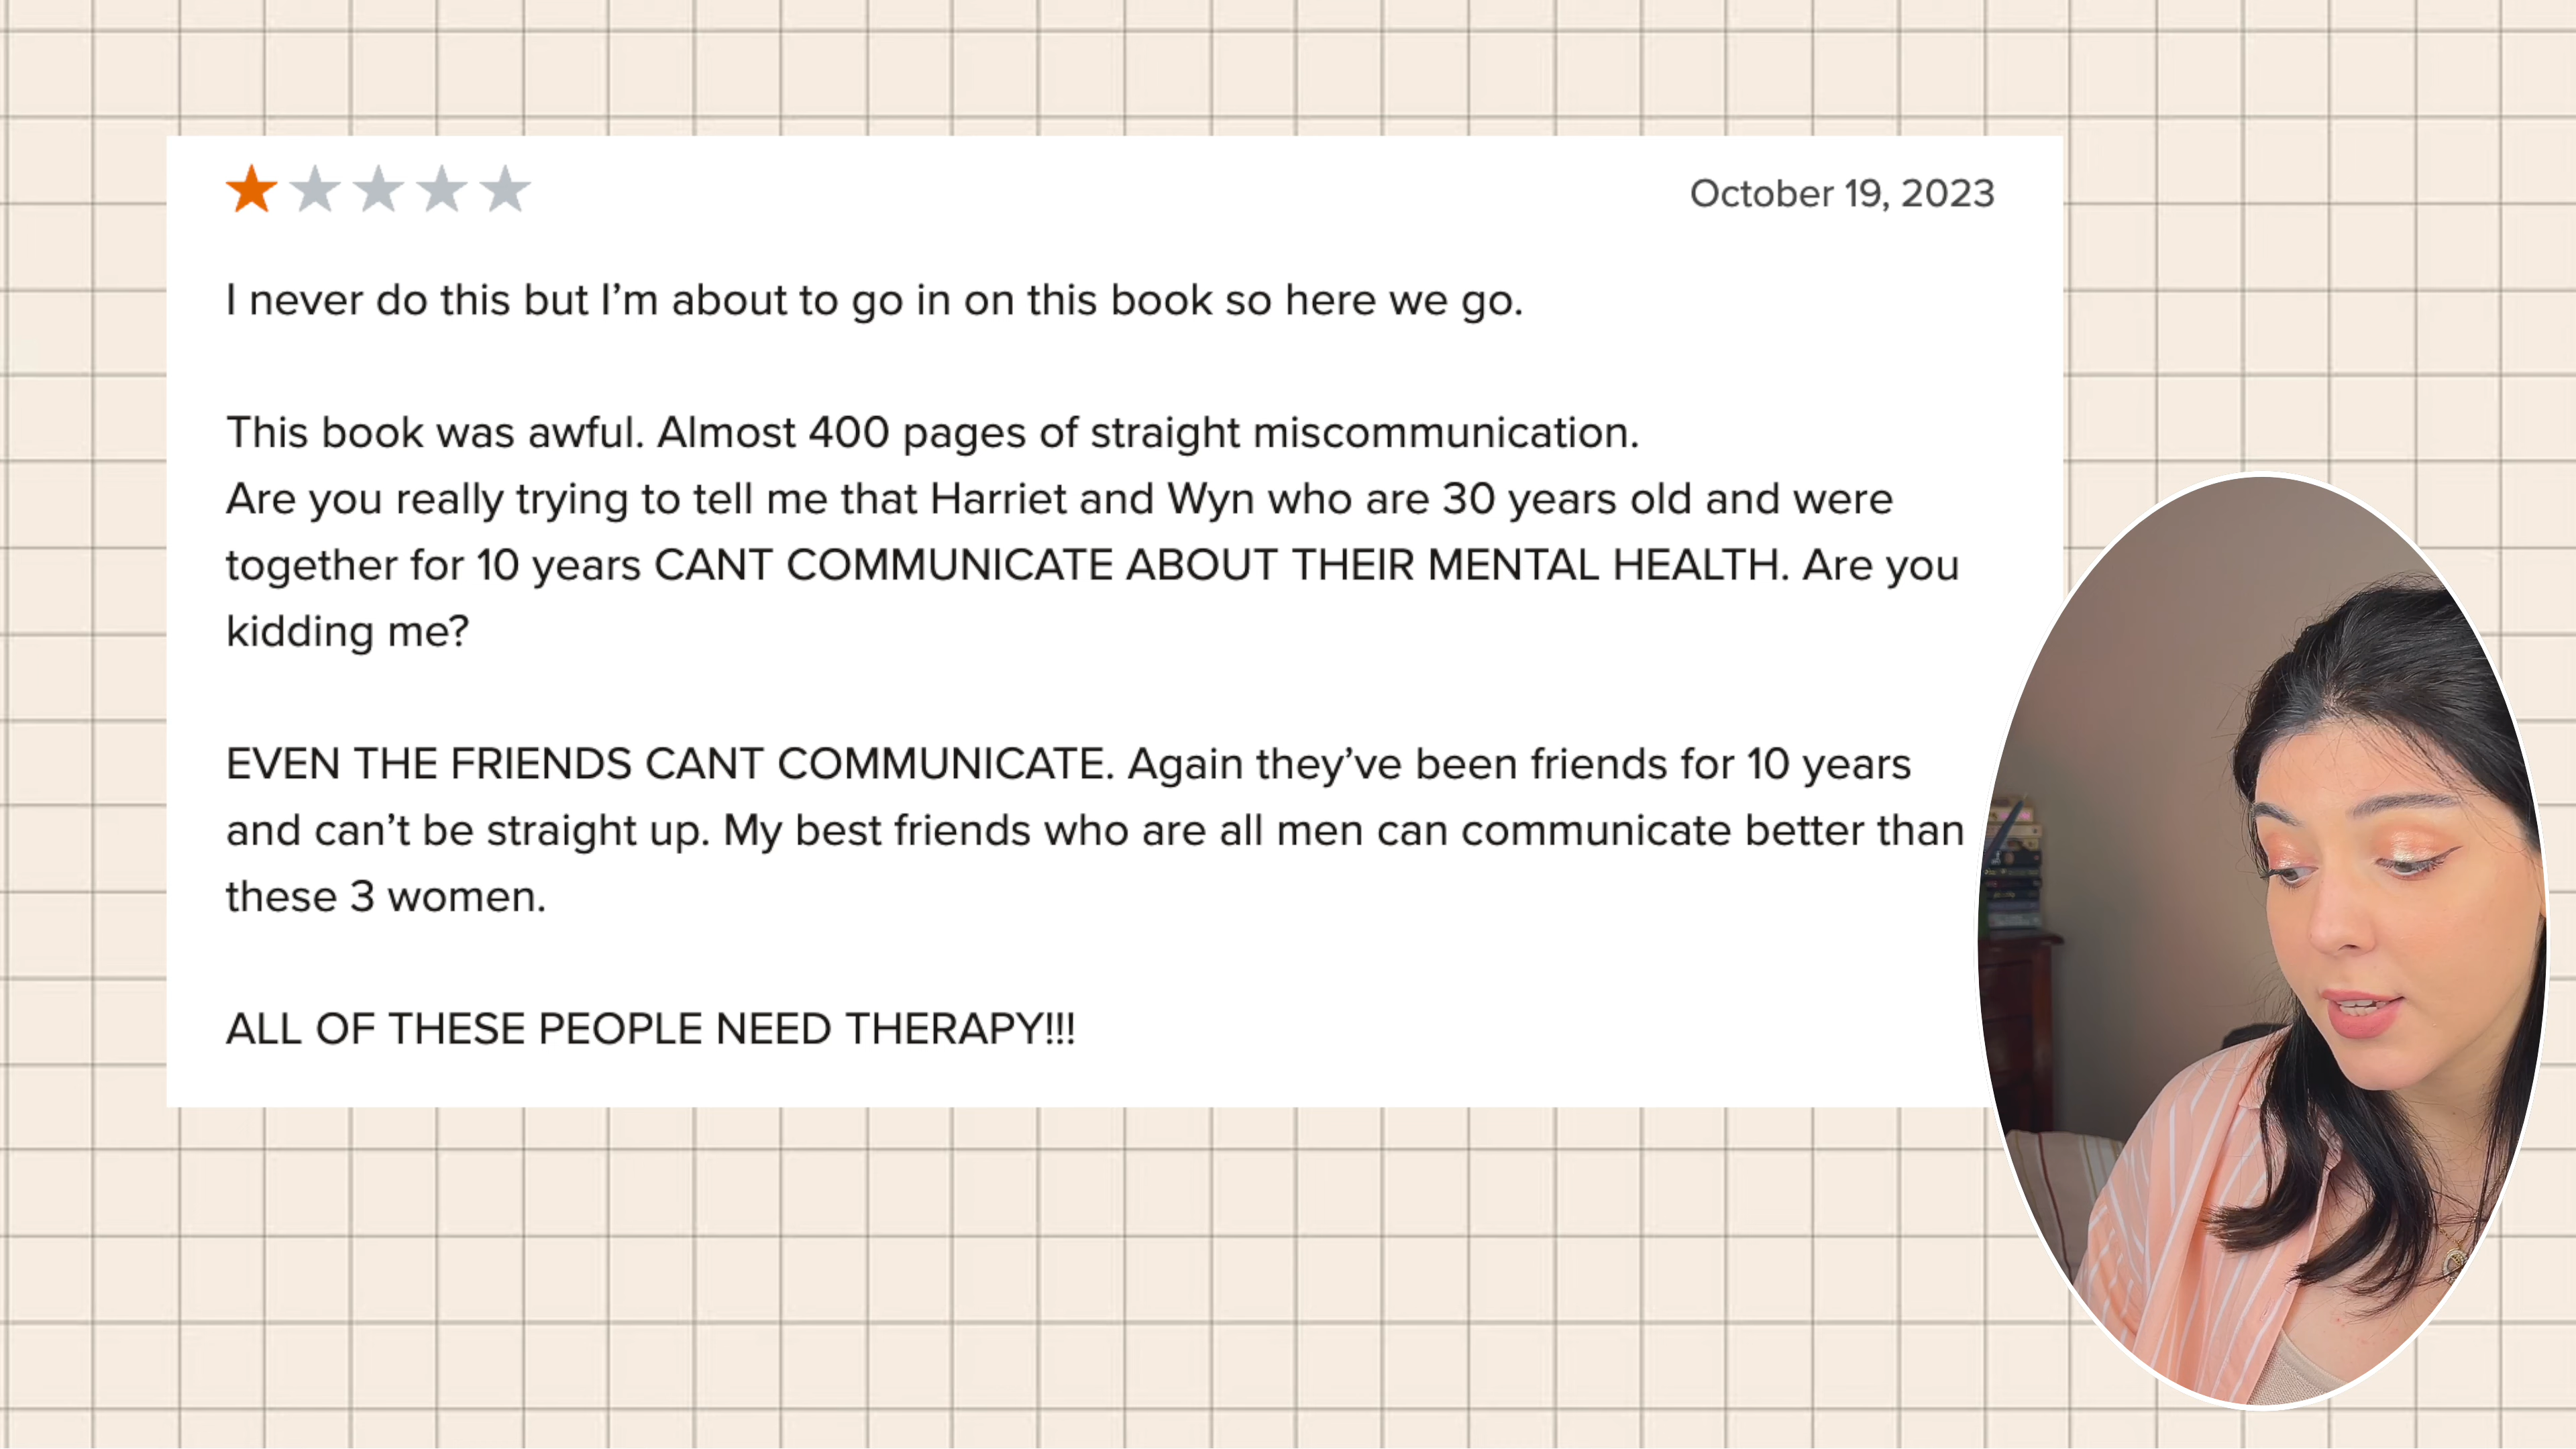 October 19, 2023
I never do this but I’m about to go in on this book so here we go.
This book was awful. Almost 400 pages of straight miscommunication.
Are you really trying to tell me that Harriet and Wyn who are 30 years old and were
together for 10 years CANT COMMUNICATE ABOUT THEIR MENTAL HEALTH. Are you
kidding me?
EVEN THE FRIENDS CANT COMMUNICATE. Again they’ve been friends for 10 years
and can’t be straight up. My best friends who are all men can communicate better than
these 3 women.
ALL OF THESE PEOPLE NEED THERAPY!!!